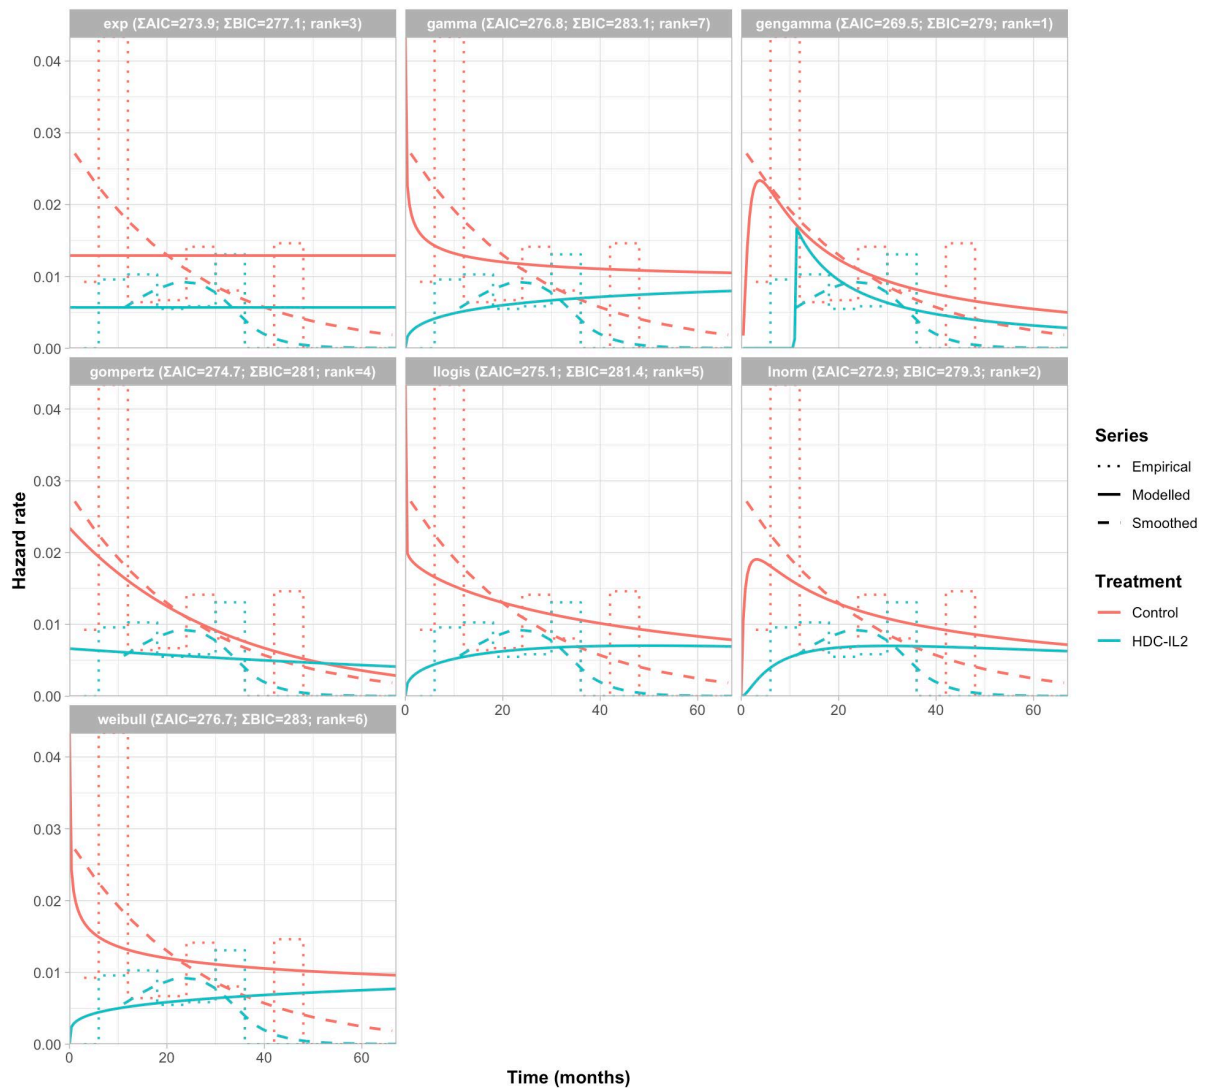 exp (ΣAIC=273.9; ΣBIC=277.1; rank=3)
gamma (ΣAIC=276.8; ΣBIC=283.1; rank=7)
gengamma (ΣAIC=269.5; ΣBIC=279; rank=1)
0.04
0.03
0.02
0.01
0.00
gompertz (ΣAIC=274.7; ΣBIC=281; rank=4)
llogis (ΣAIC=275.1; ΣBIC=281.4; rank=5)
lnorm (ΣAIC=272.9; ΣBIC=279.3; rank=2)
0.04
0.03
0.02
0.01
0.00
0 20 40 60
0 20 40 60
weibull (ΣAIC=276.7; ΣBIC=283; rank=6)
0.04
0.03
0.02
0.01
0.00
0 20 40 60
Hazard rate
Time (months)
Series
Empirical
Modelled
Smoothed
Treatment
Control
HDC-IL2